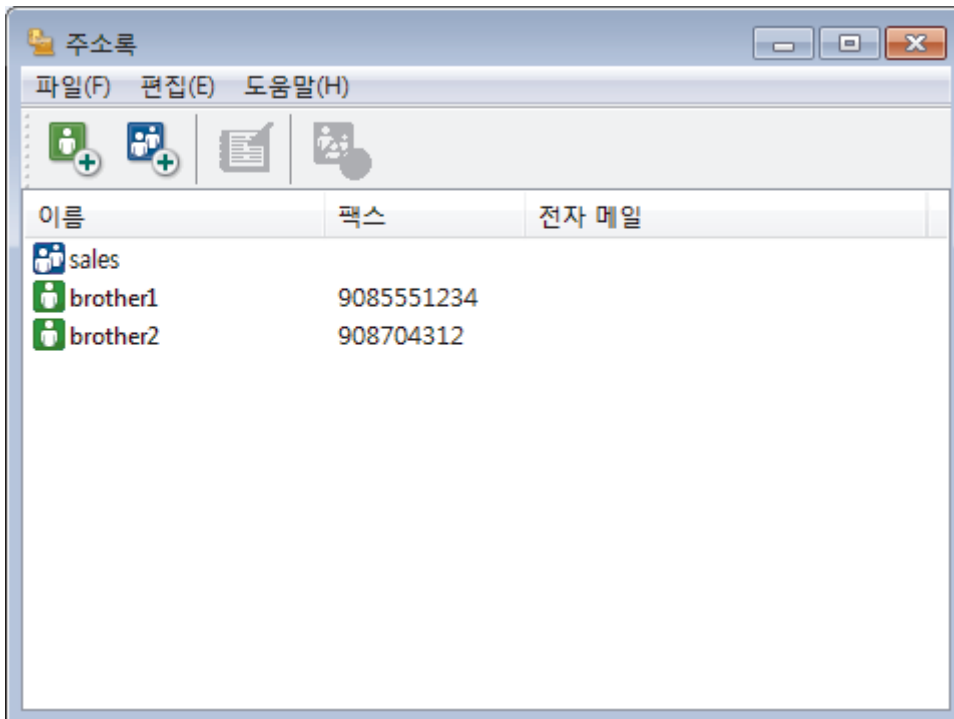 주소록
파일(F) 편집(E) 도움말(H)
이름 팩스 전자 메일
sales
brother1 9085551234
brother2 908704312